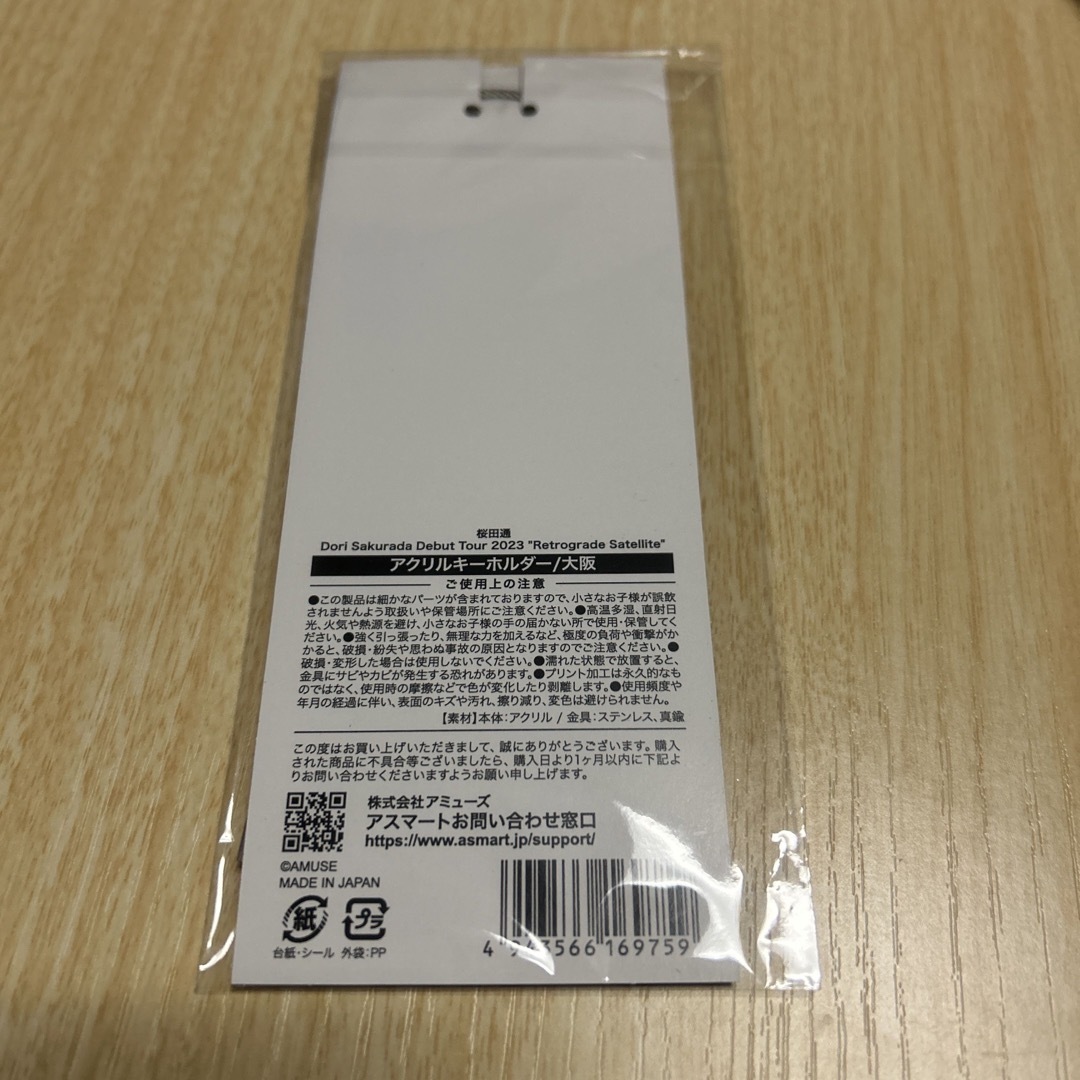 桜田通
Dori Sakurada Debut Tour 2023 "Retrograde Satellite"
アクリルキーホルダー/大阪
ご使用上の注意
●この製品は細かなパーツが含まれておりますので、小さなお子様が誤飲
されませんよう取扱いや保管場所にご注意ください。●高温多湿、直射日
光、火気や熱源を避け、小さなお子様の手の届かない所で使用・保管してく
ださい。●強く引っ張ったり、無理な力を加えるなど、極度の負荷や衝撃がか
かると、破損・紛失や思わぬ事故の原因となりますのでご注意ください。●
破損・変形した場合は使用しないでください。●濡れた状態で放置すると、
金具にサビやカビが発生する恐れがあります。●プリント加工は永久的なも
のではなく、使用時の摩擦などで色が変化したり剥離します。●使用頻度や
年月の経過に伴い、表面のキズや汚れ、擦り減り、変色は避けられません。
【素材】本体:アクリル / 金具:ステンレス、真鍮
この度はお買い上げいただきまして、誠にありがとうございます。購入
された商品に不具合等ございましたら、購入日より1ヶ月以内に下記よ
りお問い合わせくださいますようお願い申し上げます。
株式会社アミューズ
アスマートお問い合わせ窓口
https://www.asmart.jp/support/
©AMUSE
MADE IN JAPAN
紙
プラ
台紙・シール 外袋:PP
4 943566 169759